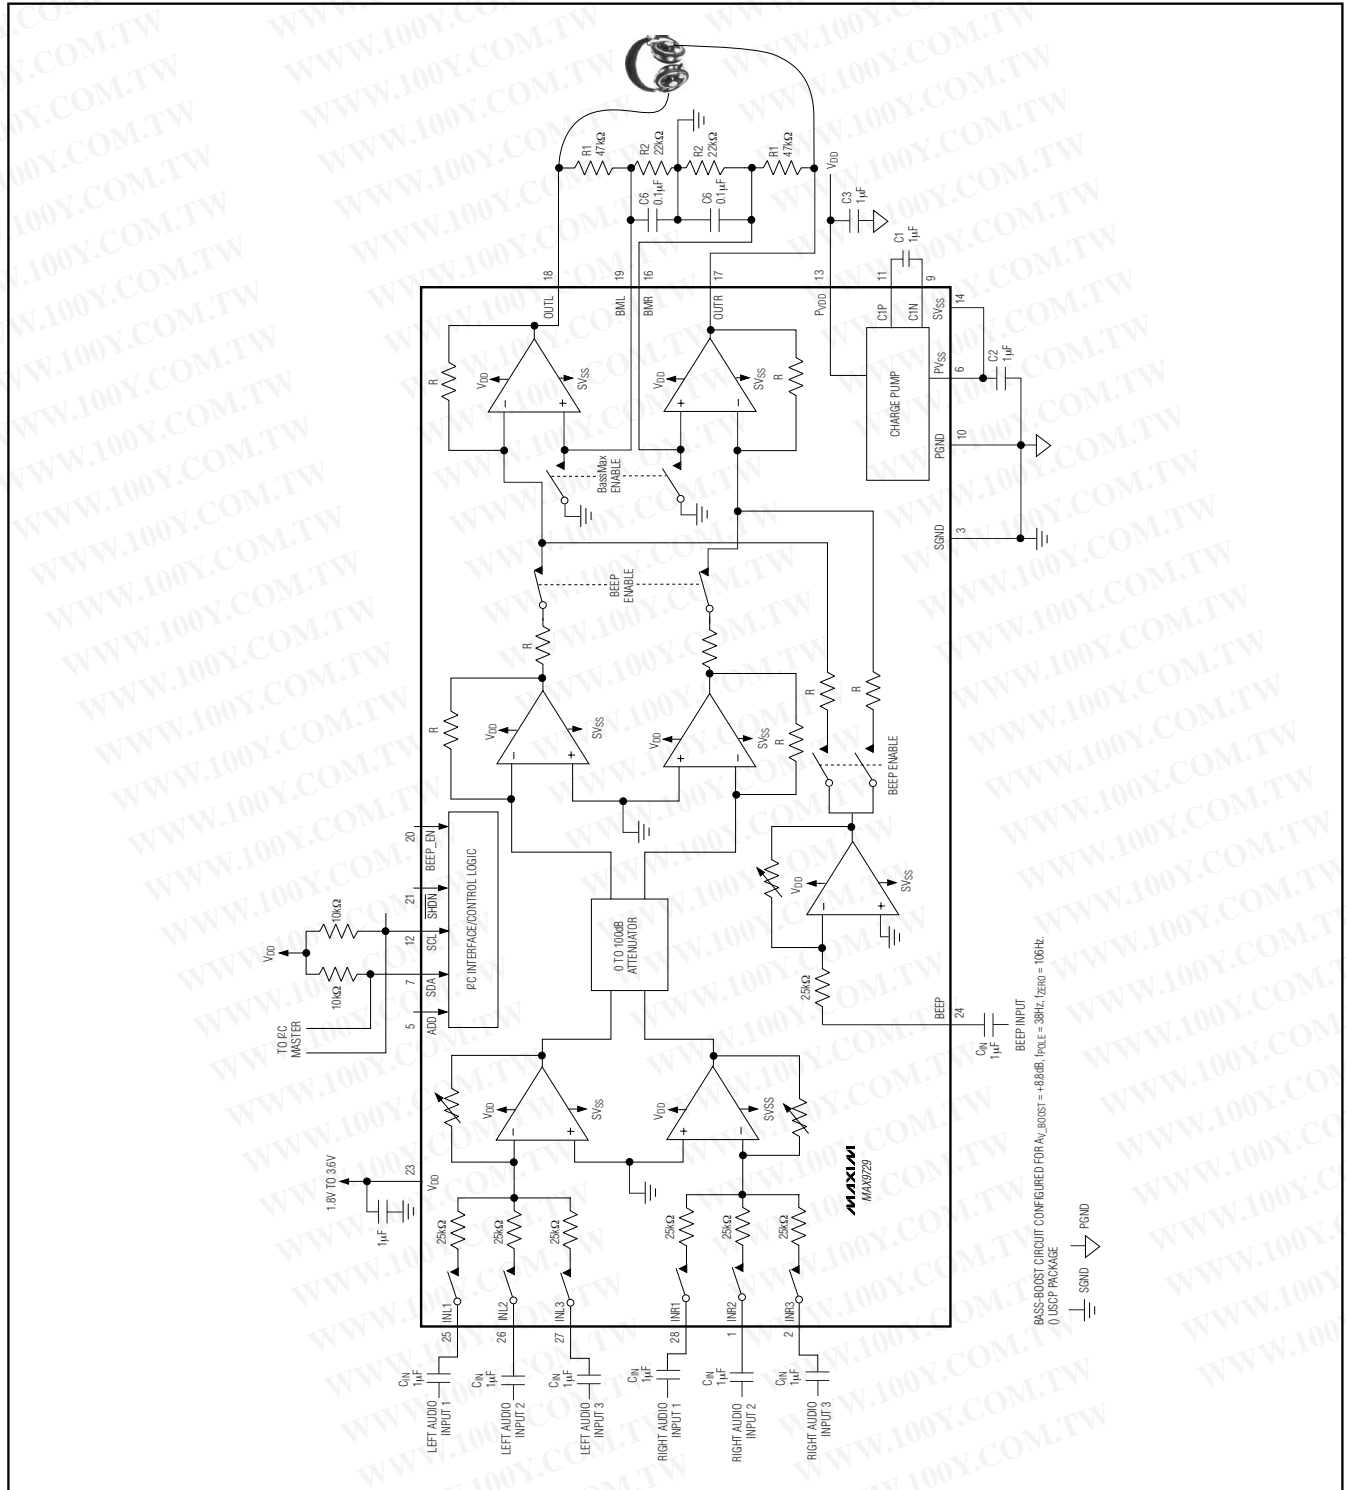 R1
47kΩ
R2
22kΩ
R2
22kΩ
R1
47kΩ
C6
0.1µF
C6
0.1µF
VDD
C3
1µF
C1
1µF
18
19
16
17
13
11
9
OUTL
BML
BMR
OUTR
PVDD
C1P
C1N
SVSS
14
R
VDD
SVSS
–
+
VDD
SVSS
+
–
R
CHARGE PUMP
PVSS
6
C2
1µF
PGND
10
SGND
3
BassMax
ENABLE
BEEP
ENABLE
R
R
VDD
SVSS
–
+
VDD
SVSS
+
–
R
R
R
BEEP ENABLE
20
BEEP_EN
21
SHDN
12
SCL
7
SDA
5
ADD
I2C INTERFACE/CONTROL LOGIC
VDD
10kΩ
10kΩ
TO I2C
MASTER
0 TO 100dB
ATTENUATOR
VDD
SVSS
–
+
25kΩ
BEEP
24
CIN
1µF
BEEP INPUT
1.8V TO 3.6V
23
VDD
1µF
VDD
SVSS
–
+
VDD
SVSS
+
–
25kΩ
25kΩ
25kΩ
25kΩ
25kΩ
25kΩ
INL1
INL2
INL3
INR1
INR2
INR3
25
26
27
28
1
2
CIN
1µF
CIN
1µF
CIN
1µF
CIN
1µF
CIN
1µF
CIN
1µF
LEFT AUDIO
INPUT 1
LEFT AUDIO
INPUT 2
LEFT AUDIO
INPUT 3
RIGHT AUDIO
INPUT 1
RIGHT AUDIO
INPUT 2
RIGHT AUDIO
INPUT 3
MAXIM
MAX9729
BASS-BOOST CIRCUIT CONFIGURED FOR AV_BOOST = +8.8dB, fPOLE = 38Hz, fZERO = 106Hz.
() USCP PACKAGE
SGND
PGND
WWW.100Y.COM.TW